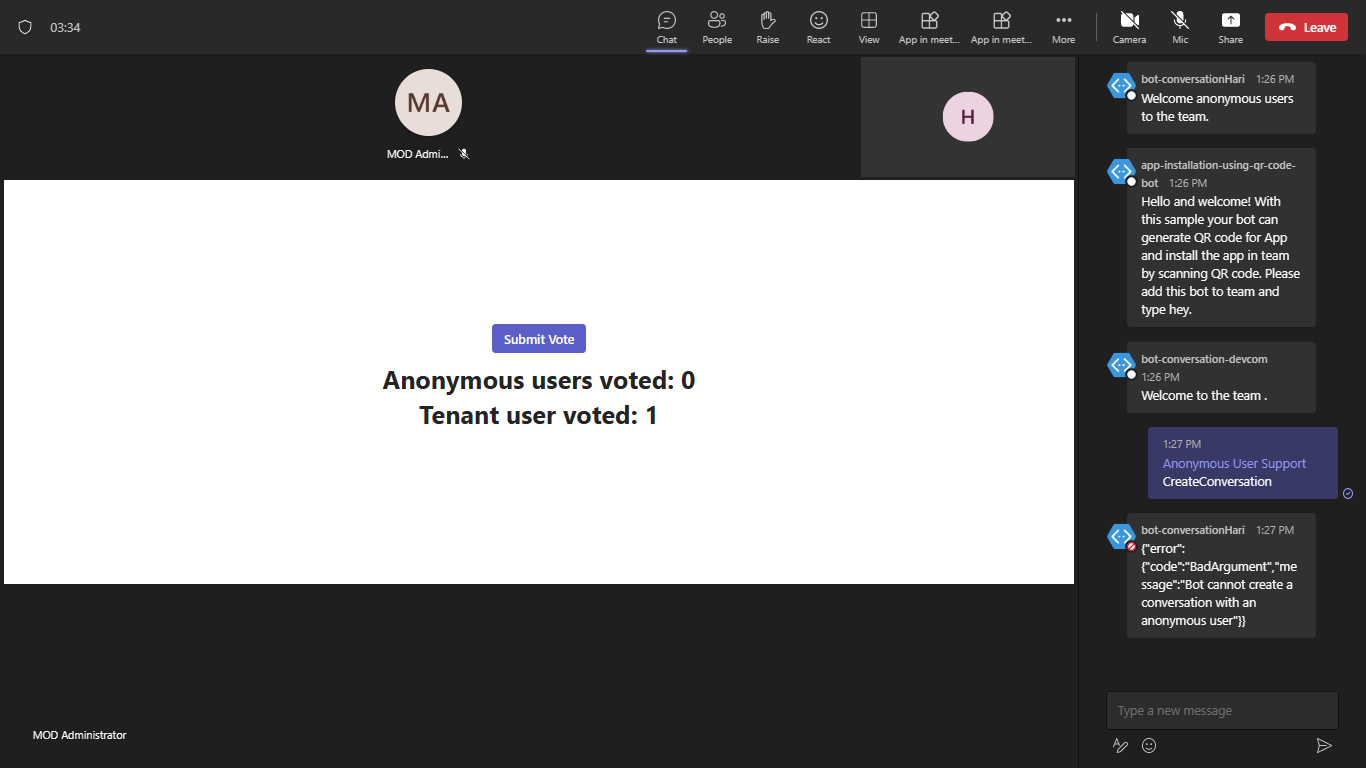 03:34
Chat
People
Raise
React
View
App in meet...
App in meet...
More
Camera
Mic
Share
Leave
MA
MOD Admi...
H
Submit Vote
Anonymous users voted: 0
Tenant user voted: 1
MOD Administrator
bot-conversationHari 1:26 PM
Welcome anonymous users
to the team.
app-installation-using-qr-code-
bot 1:26 PM
Hello and welcome! With
this sample your bot can
generate QR code for App
and install the app in team
by scanning QR code. Please
add this bot to team and
type hey.
bot-conversation-devcom
1:26 PM
Welcome to the team .
1:27 PM
Anonymous User Support
CreateConversation
bot-conversationHari 1:27 PM
{"error":
{"code":"BadArgument","me
ssage":"Bot cannot create a
conversation with an
anonymous user"}}
Type a new message